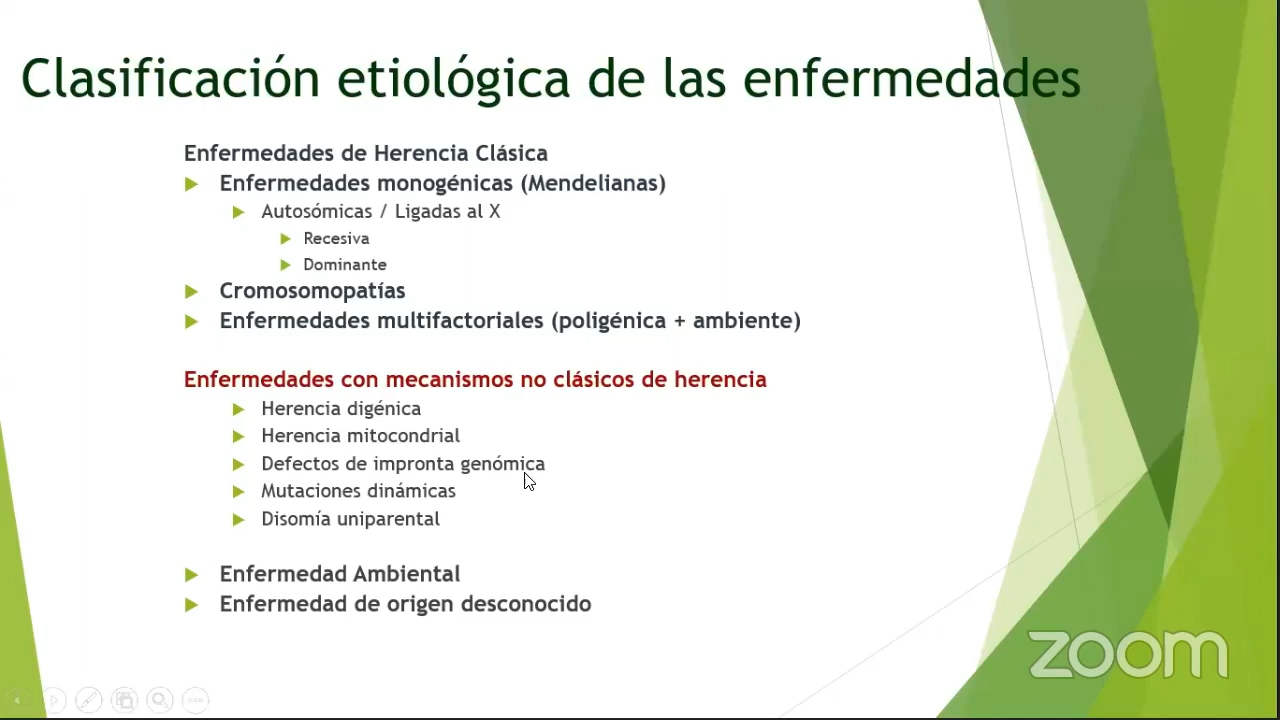 Clasificación etiológica de las enfermedades
Enfermedades de Herencia Clásica
Enfermedades monogénicas (Mendelianas)
Autosómicas / Ligadas al X
Recesiva
Dominante
Cromosomopatías
Enfermedades multifactoriales (poligénica + ambiente)
Enfermedades con mecanismos no clásicos de herencia
Herencia digénica
Herencia mitocondrial
Defectos de impronta genómica
Mutaciones dinámicas
Disomía uniparental
Enfermedad Ambiental
Enfermedad de origen desconocido
zoom